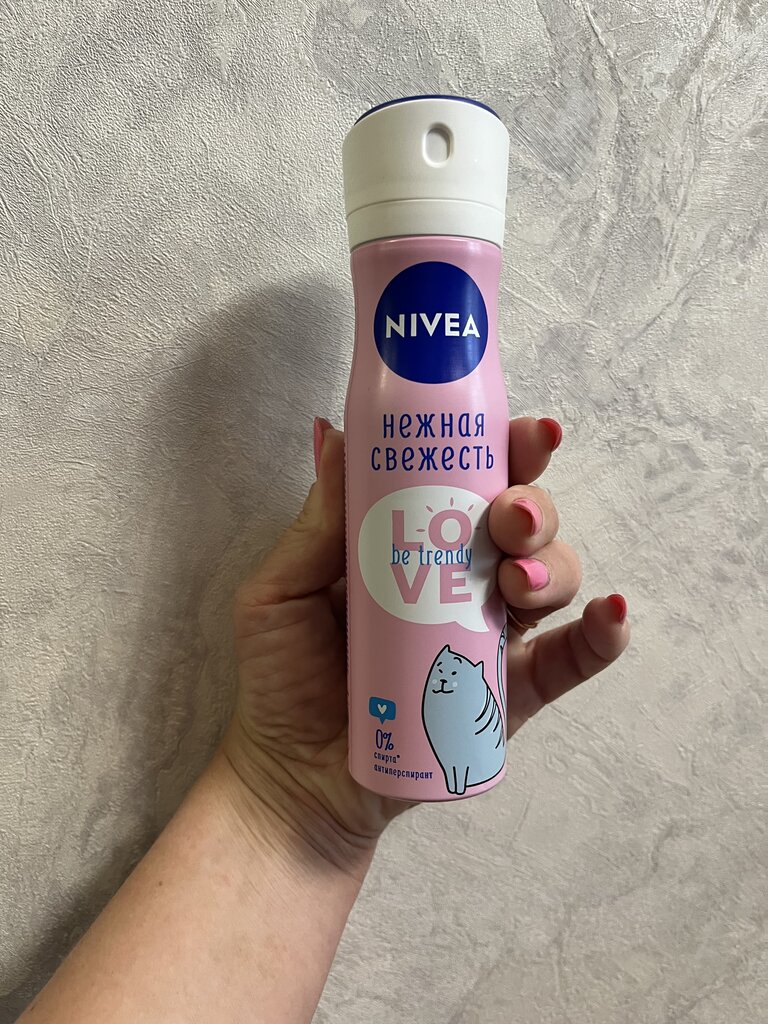 NIVEA
нежная
свежесть
LO
be trendy
VE
0%
спирта*
антиперспирант